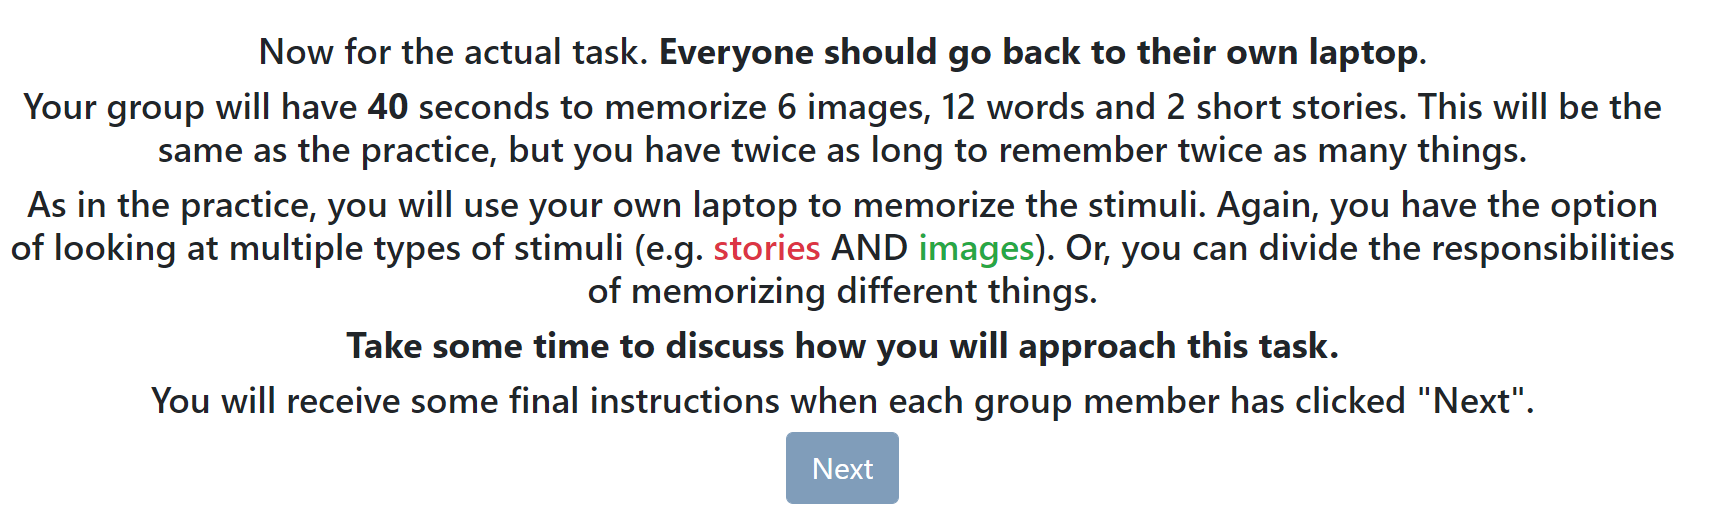 Now for the actual task. Everyone should go back to their own laptop.
Your group will have 40 seconds to memorize 6 images, 12 words and 2 short stories. This will be the
same as the practice, but you have twice as long to remember twice as many things.
As in the practice, you will use your own laptop to memorize the stimuli. Again, you have the option
of looking at multiple types of stimuli (e.g. stories AND images). Or, you can divide the responsibilities
of memorizing different things.
Take some time to discuss how you will approach this task.
You will receive some final instructions when each group member has clicked "Next".
Next